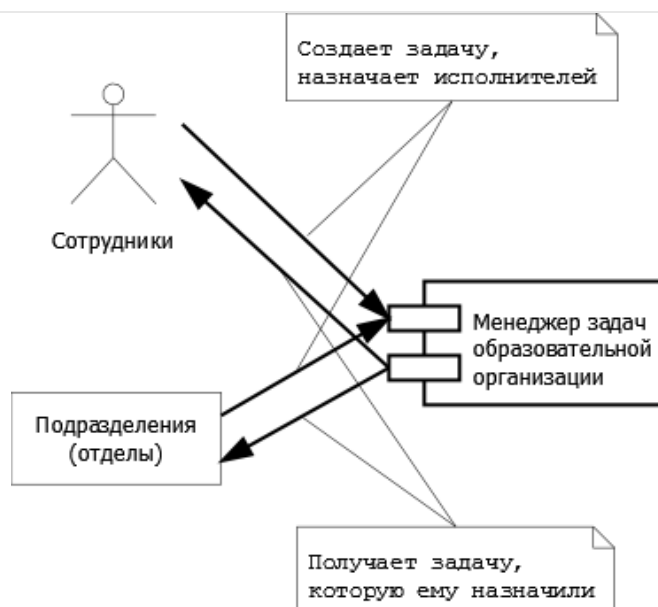 Создает задачу,
назначает исполнителей
Сотрудники
Менеджер задач
образовательной
организации
Подразделения
(отделы)
Получает задачу,
которую ему назначили